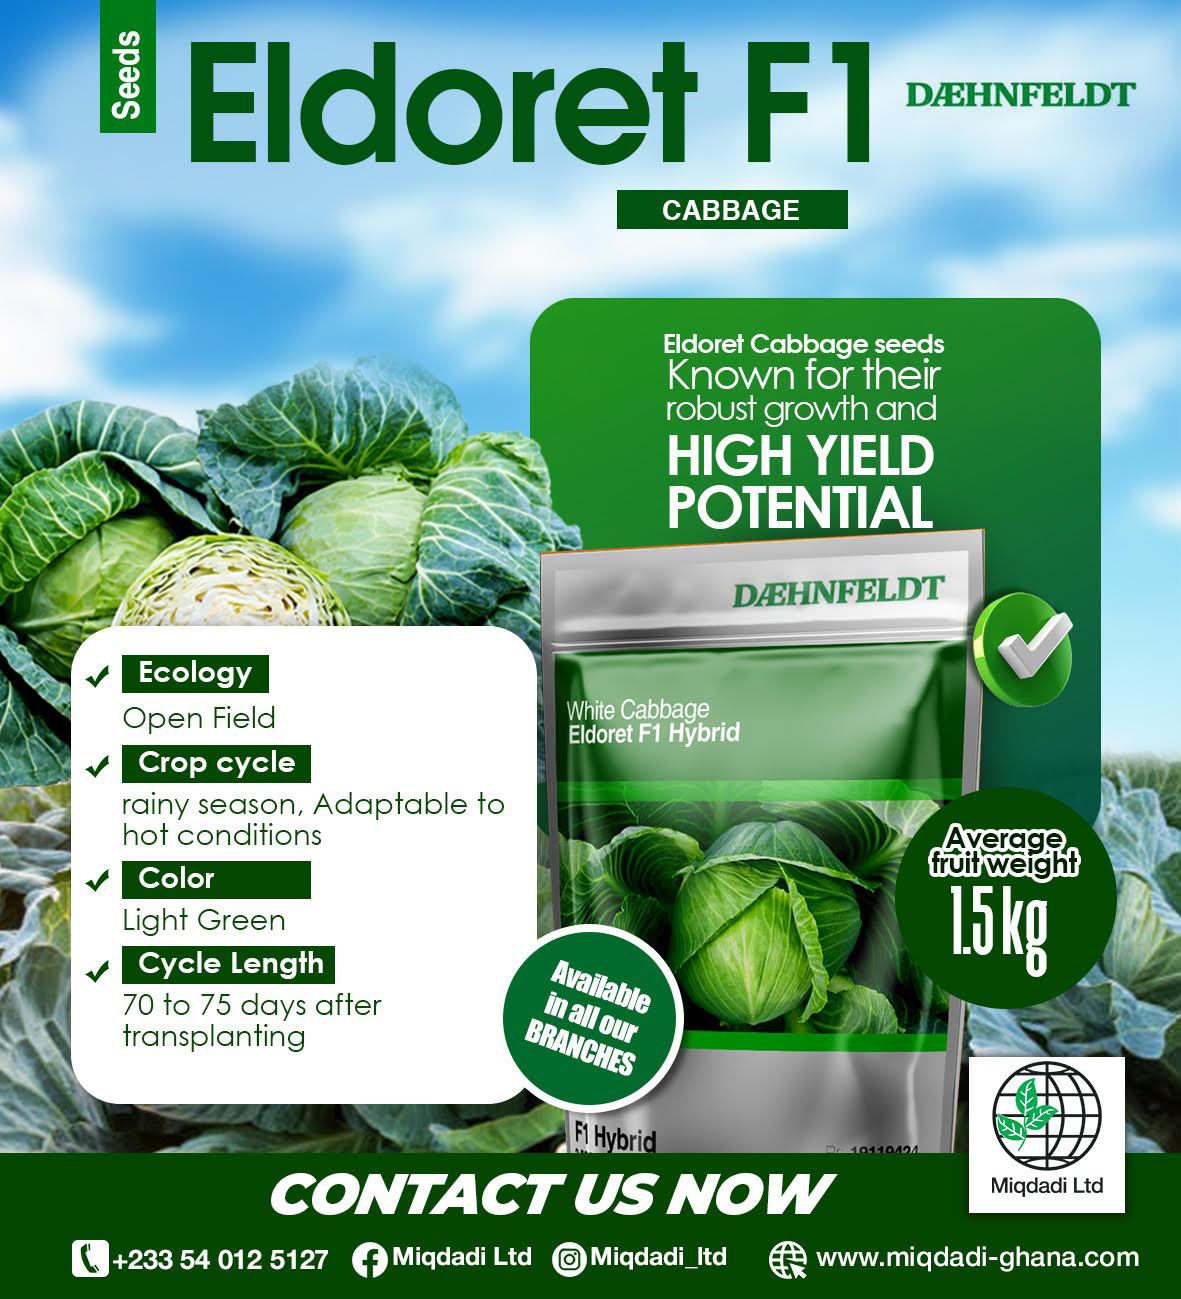 Seeds
Eldoret F1
DÆHNFELDT
CABBAGE
Eldoret Cabbage seeds
Known for their
robust growth and
HIGH YIELD
POTENTIAL
DÆHNFELDT
White Cabbage
Eldoret F1 Hybrid
Ecology
Open Field
Crop cycle
rainy season, Adaptable to
hot conditions
Color
Light Green
Cycle Length
70 to 75 days after
transplanting
Average
fruit weight
1.5kg
Available
in all our
BRANCHES
F1 Hybrid
Miqdadi Ltd
CONTACT US NOW
+233 54 012 5127
Miqdadi Ltd
Miqdadi_ltd
www.miqdadi-ghana.com